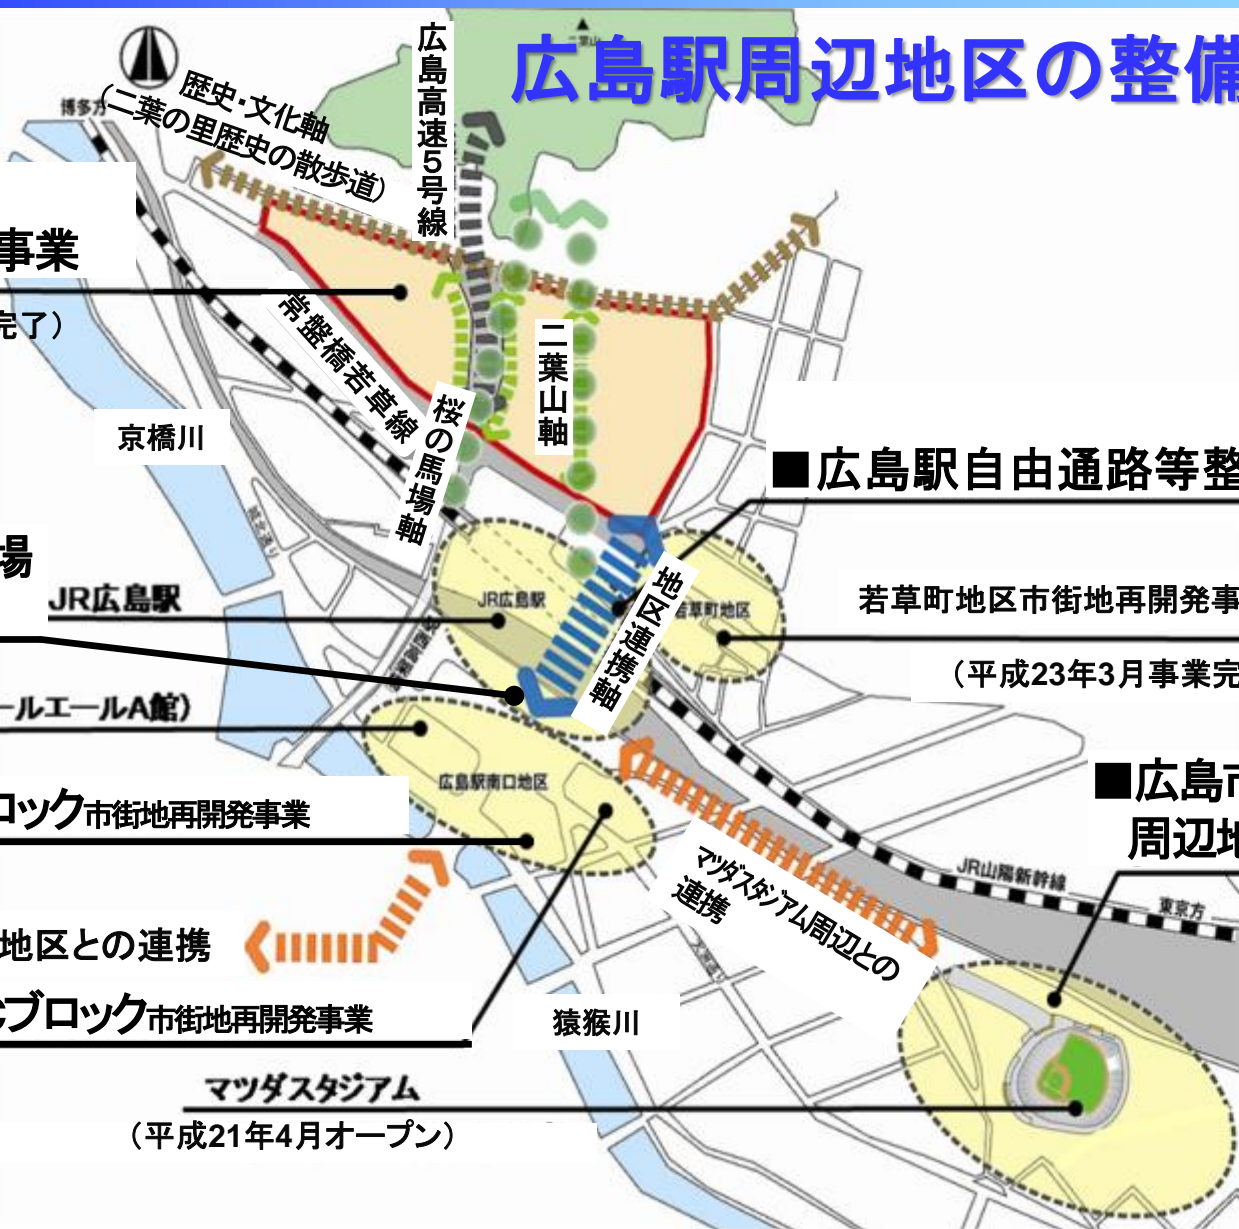 広島駅周辺地区の整備
二葉山
博多方
歴史・文化軸
（二葉の里歴史の散歩道）
広島高速5号線
事業
完了）
常盤橋若草線
二葉山軸
桜の馬場軸
京橋川
■広島駅自由通路等整
城北通り
場
JR広島駅
JR広島駅
若草町地区
若草町地区市街地再開発事
（平成23年3月事業完
地区連携軸
ールエールA館）
広島駅南口地区
■広島市
周辺地
ロック市街地再開発事業
マツダスタジアム周辺との
連携
JR山陽新幹線
東京方
地区との連携
Cブロック市街地再開発事業
猿猴川
マツダスタジアム
（平成21年4月オープン）